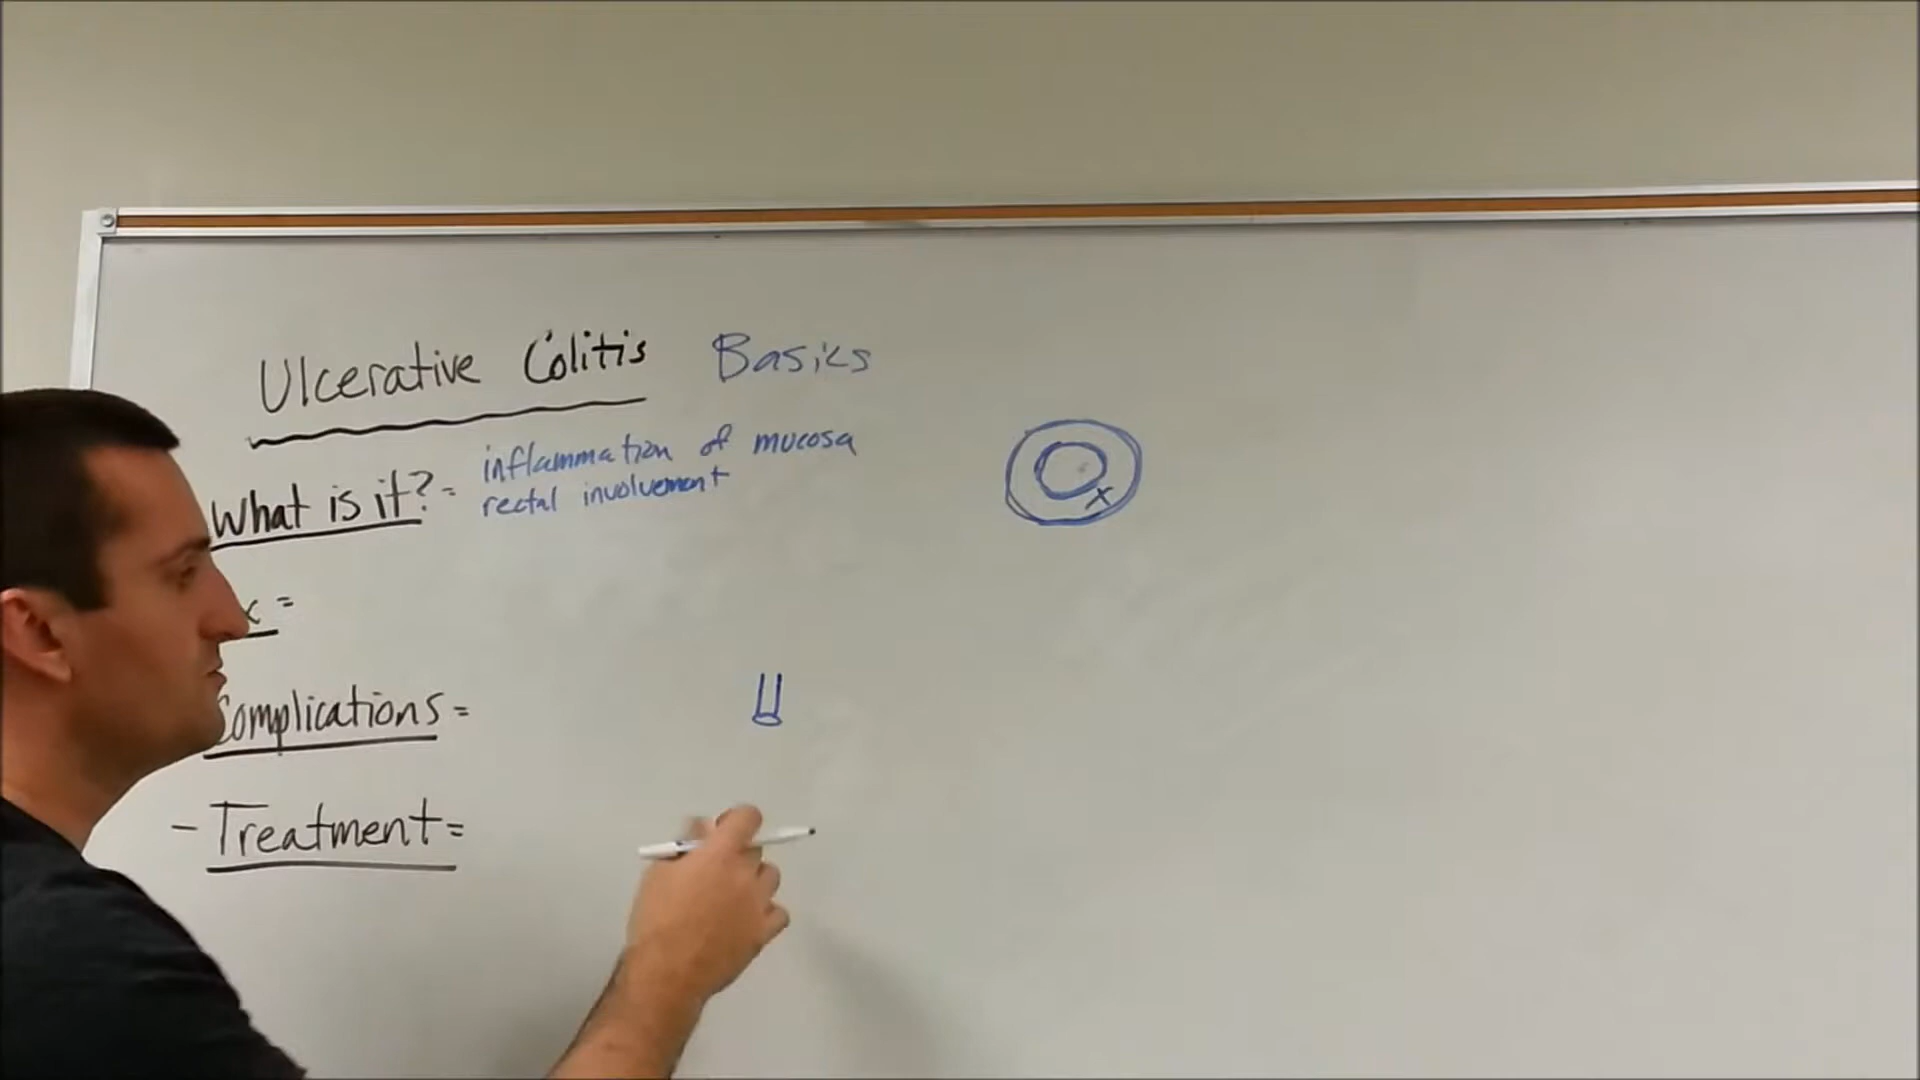 Ulcerative Colitis Basics
What is it? = inflammation of mucosa
rectal involvement
x =
Complications =
- Treatment =
x